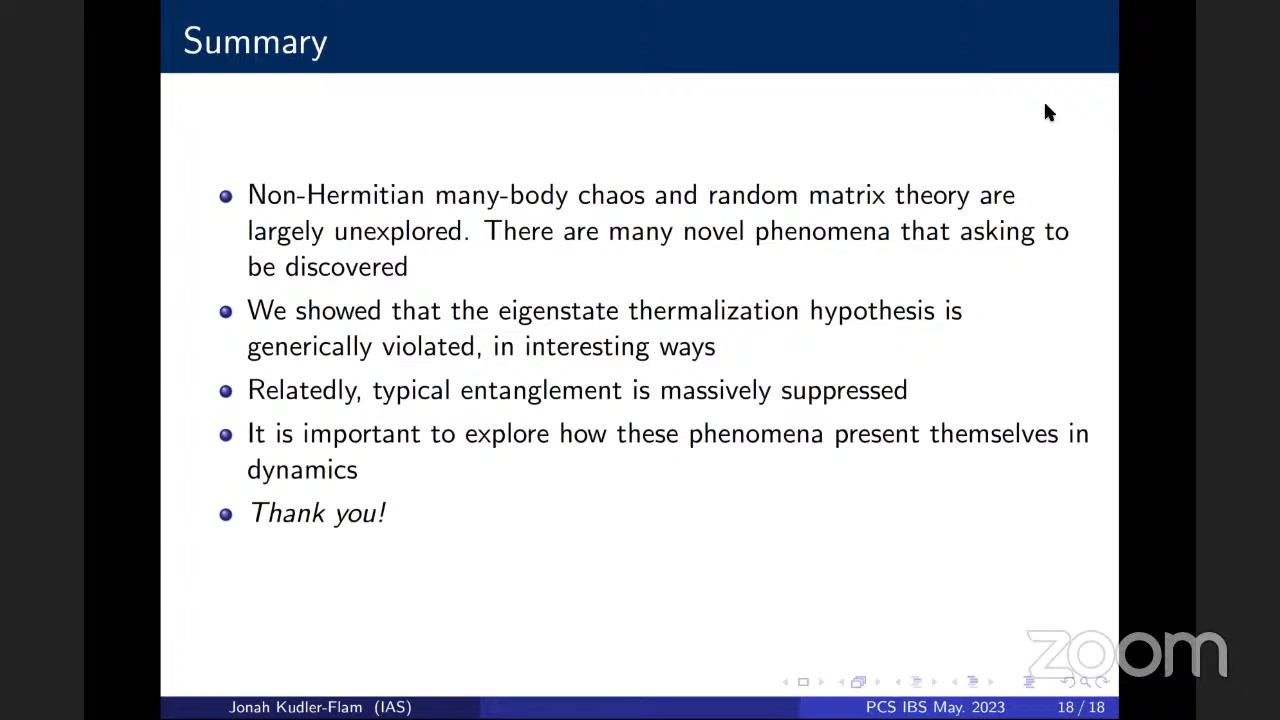 Summary
Non-Hermitian many-body chaos and random matrix theory are
largely unexplored. There are many novel phenomena that asking to
be discovered
We showed that the eigenstate thermalization hypothesis is
generically violated, in interesting ways
Relatedly, typical entanglement is massively suppressed
It is important to explore how these phenomena present themselves in
dynamics
Thank you!
zoom
Jonah Kudler-Flam (IAS) PCS IBS May. 2023 18 / 18